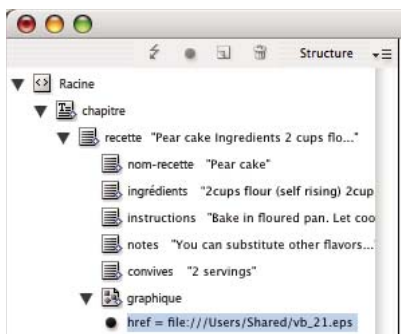 Structure
Racine
chapitre
recette "Pear cake Ingredients 2 cups flo..."
nom-recette "Pear cake"
ingrédients "2cups flour (self rising) 2cup
instructions "Bake in floured pan. Let coo
notes "You can substitute other flavors...
convives "2 servings"
graphique
href = file:///Users/Shared/vb_21.eps